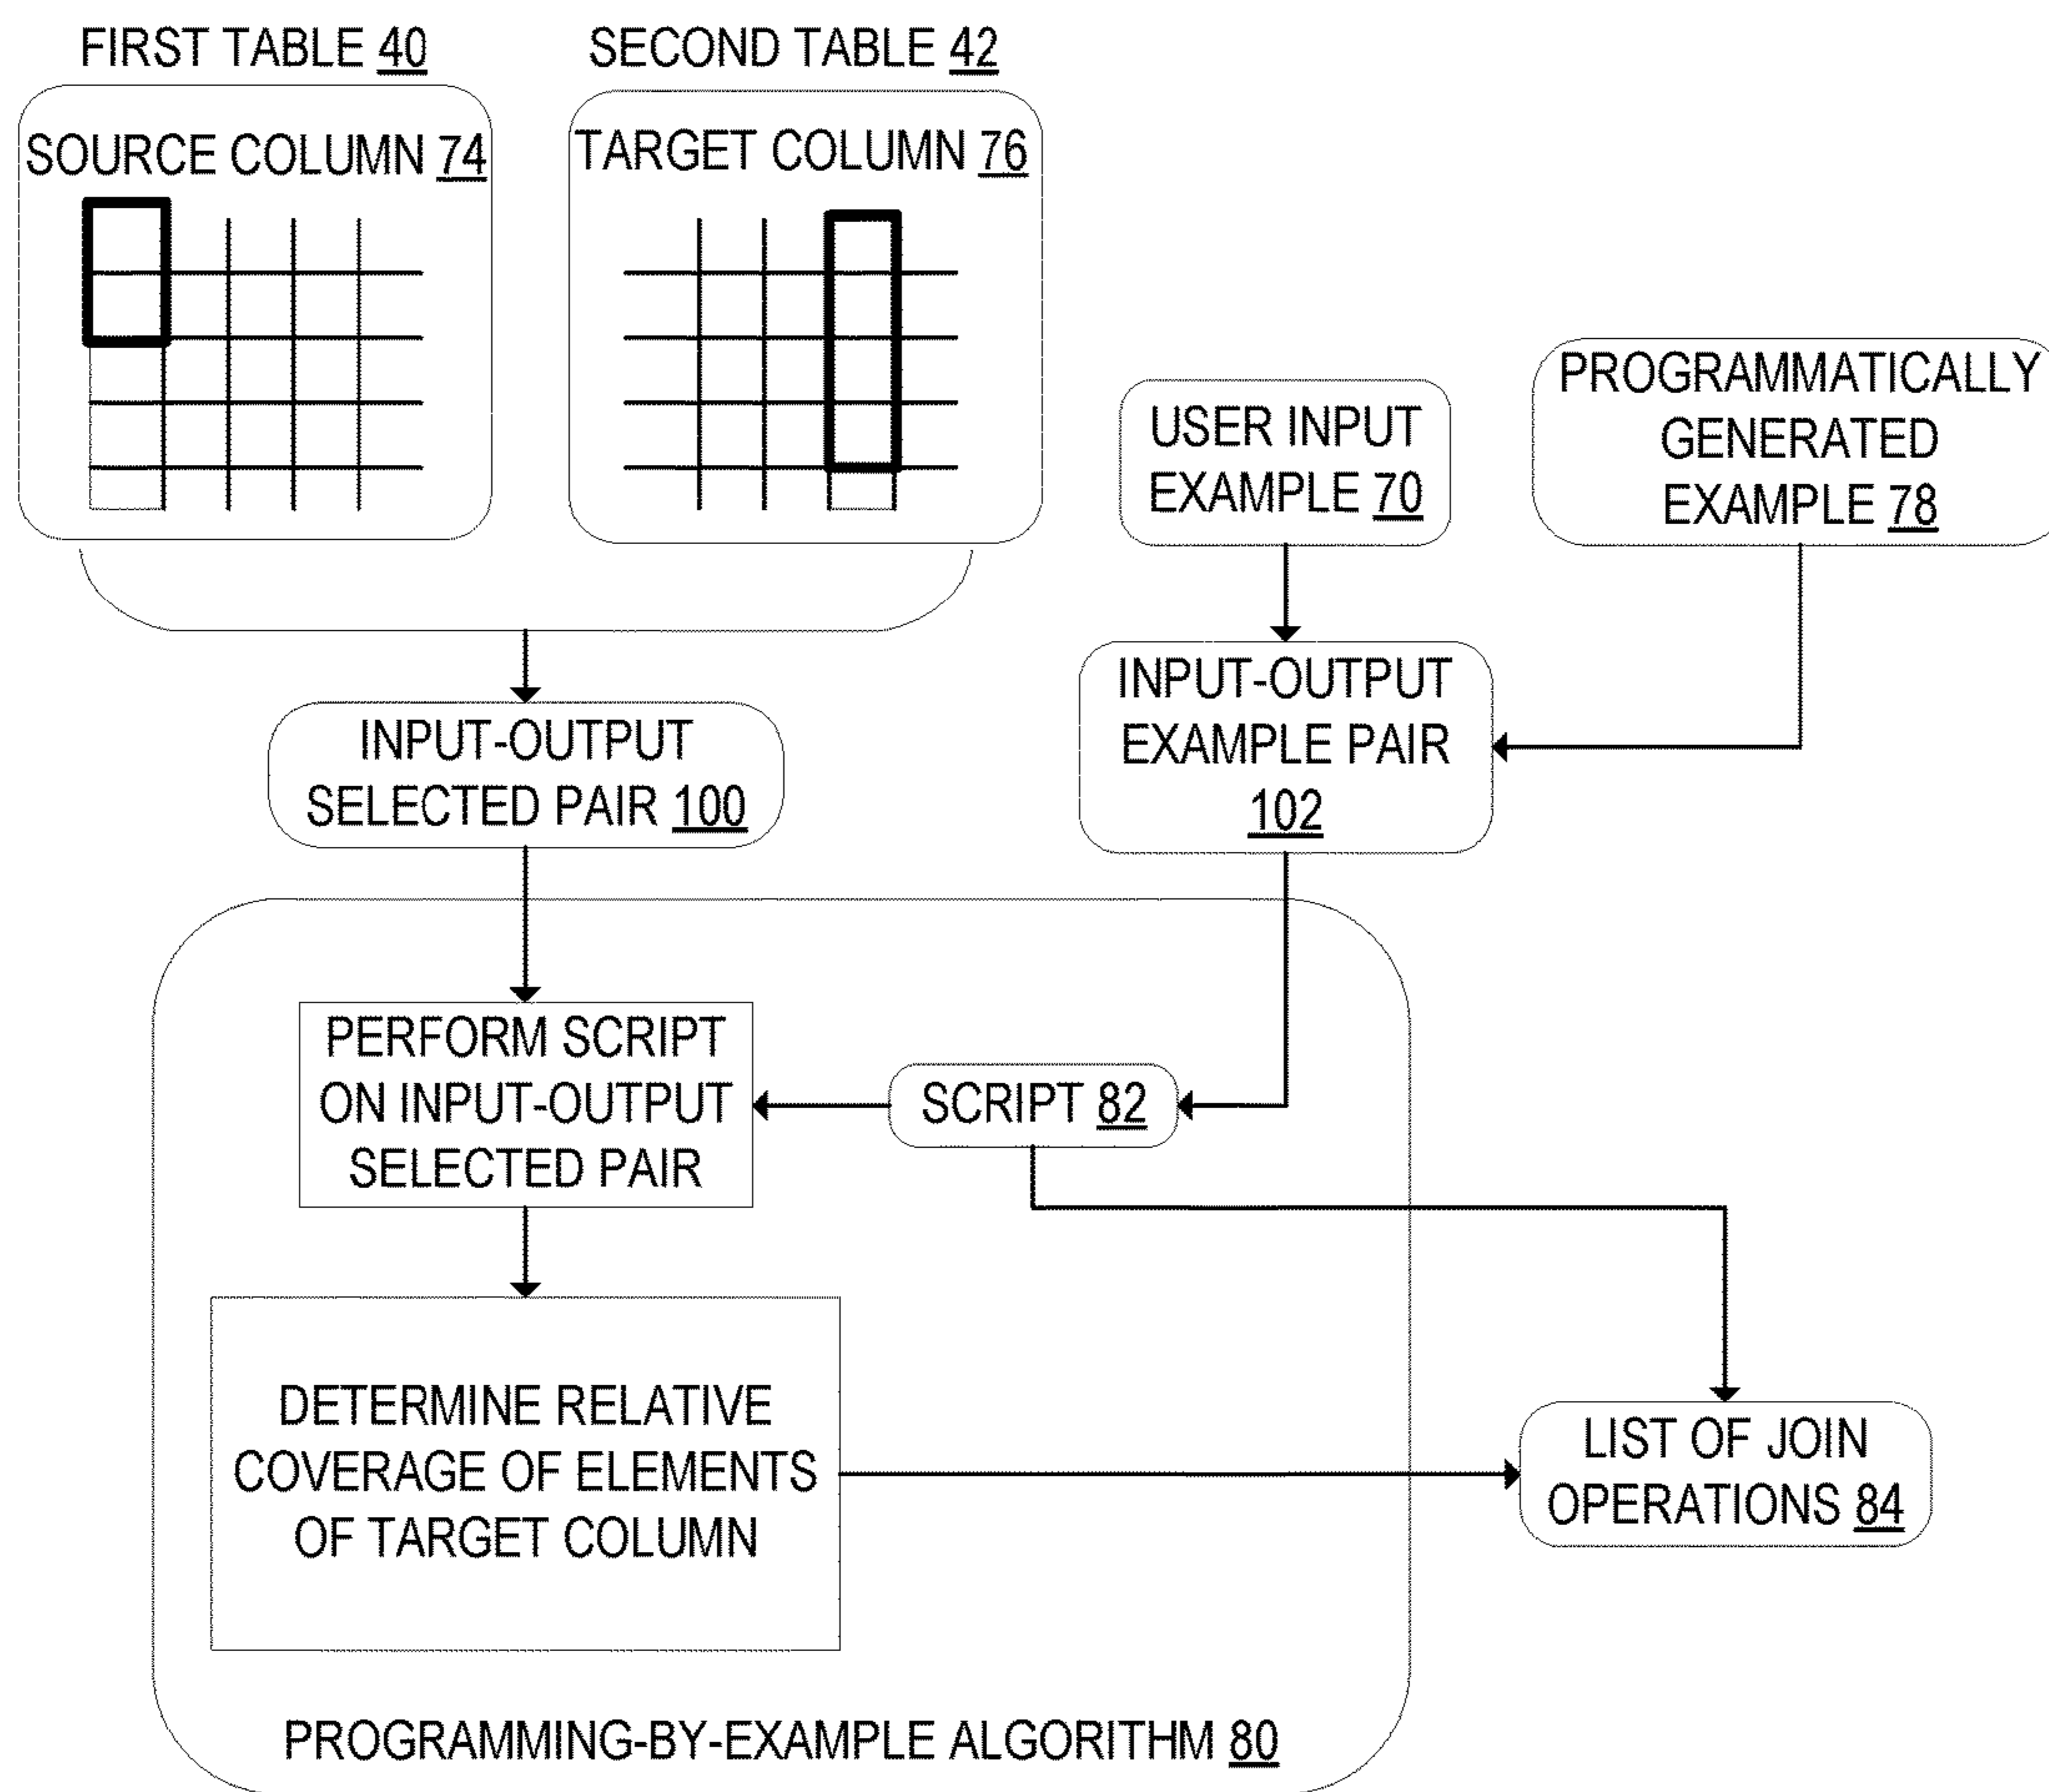 FIRST TABLE 40
SECOND TABLE 42
SOURCE COLUMN 74
TARGET COLUMN 76
USER INPUT
EXAMPLE 70
PROGRAMMATICALLY
GENERATED
EXAMPLE 78
INPUT-OUTPUT
SELECTED PAIR 100
INPUT-OUTPUT
EXAMPLE PAIR
102
PERFORM SCRIPT
ON INPUT-OUTPUT
SELECTED PAIR
SCRIPT 82
DETERMINE RELATIVE
COVERAGE OF ELEMENTS
OF TARGET COLUMN
LIST OF JOIN
OPERATIONS 84
PROGRAMMING-BY-EXAMPLE ALGORITHM 80